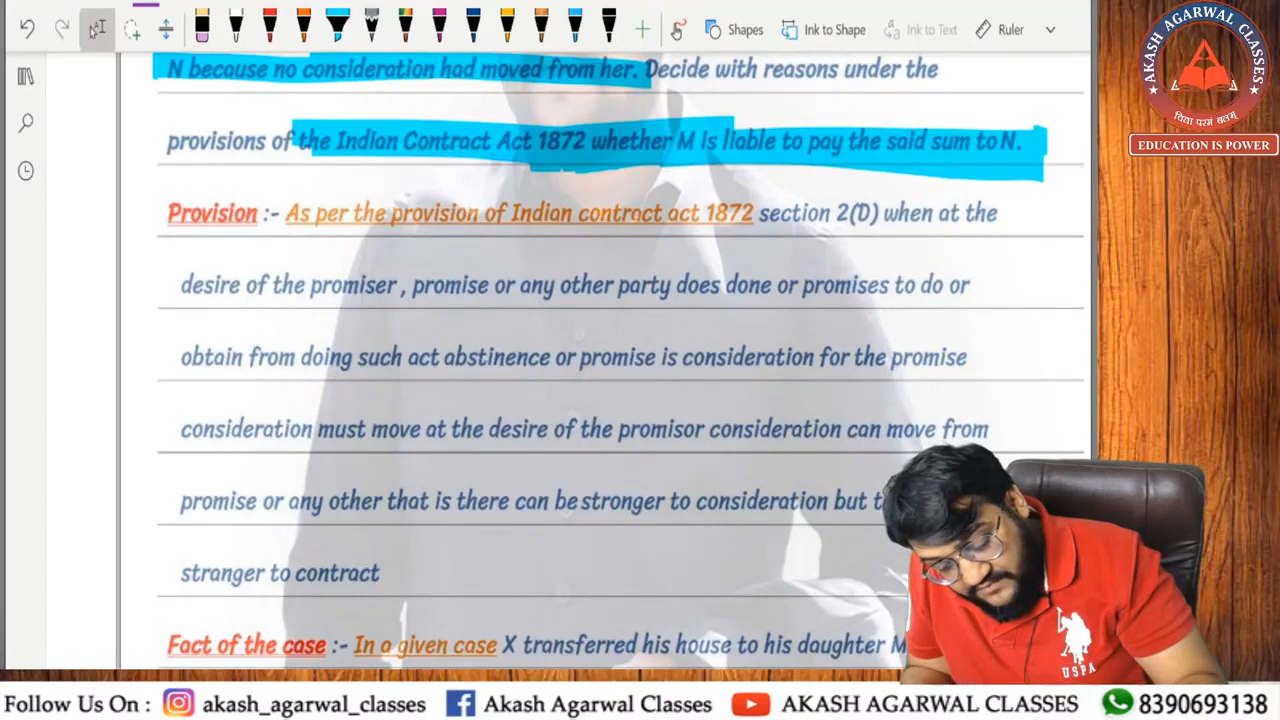 Shapes
Ink to Shape
Ink to Text
Ruler
N because no consideration had moved from her. Decide with reasons under the
provisions of the Indian Contract Act 1872 whether M is liable to pay the said sum to N.
Provision :- As per the provision of Indian contract act 1872 section 2(D) when at the
desire of the promiser , promise or any other party does done or promises to do or
obtain from doing such act abstinence or promise is consideration for the promise
consideration must move at the desire of the promisor consideration can move from
promise or any other that is there can be stronger to consideration but
stranger to contract
Fact of the case :- In a given case X transferred his house to his daughter M
AKASH AGARWAL CLASSES
विद्या परमं बलम्
EDUCATION IS POWER
USPA
Follow Us On : akash_agarwal_classes Akash Agarwal Classes AKASH AGARWAL CLASSES 8390693138